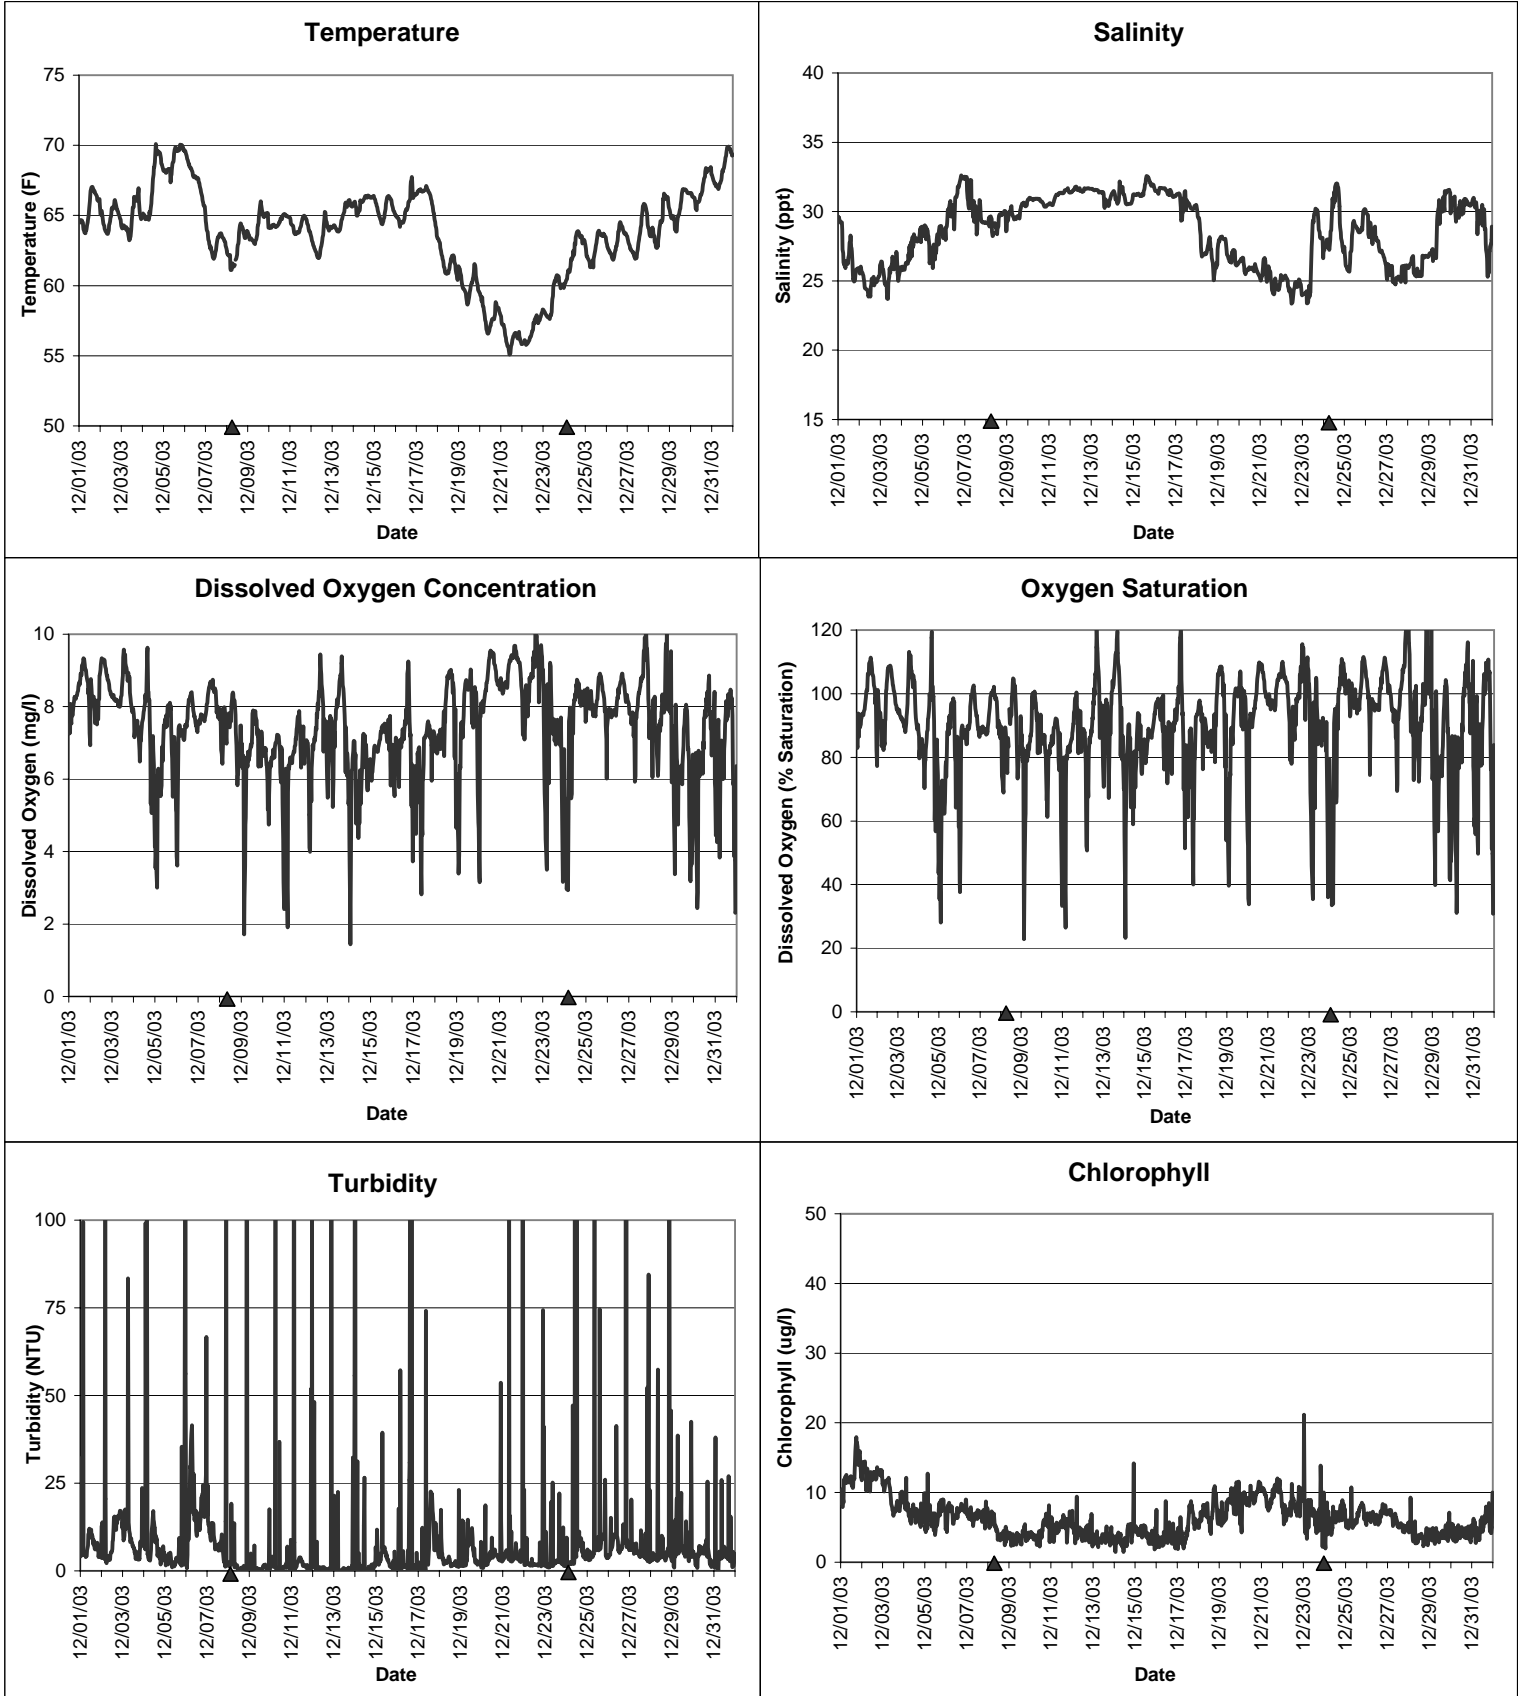 Temperature
75
70
65
60
55
50
Temperature (F)
12/01/03 12/03/03 12/05/03 12/07/03 12/09/03 12/11/03 12/13/03 12/15/03 12/17/03 12/19/03 12/21/03 12/23/03 12/25/03 12/27/03 12/29/03 12/31/03
Date
Salinity
40
35
30
25
20
15
Salinity (ppt)
12/01/03 12/03/03 12/05/03 12/07/03 12/09/03 12/11/03 12/13/03 12/15/03 12/17/03 12/19/03 12/21/03 12/23/03 12/25/03 12/27/03 12/29/03 12/31/03
Date
Dissolved Oxygen Concentration
10
8
6
4
2
0
Dissolved Oxygen (mg/l)
12/01/03 12/03/03 12/05/03 12/07/03 12/09/03 12/11/03 12/13/03 12/15/03 12/17/03 12/19/03 12/21/03 12/23/03 12/25/03 12/27/03 12/29/03 12/31/03
Date
Oxygen Saturation
120
100
80
60
40
20
0
Dissolved Oxygen (% Saturation)
12/01/03 12/03/03 12/05/03 12/07/03 12/09/03 12/11/03 12/13/03 12/15/03 12/17/03 12/19/03 12/21/03 12/23/03 12/25/03 12/27/03 12/29/03 12/31/03
Date
Turbidity
100
75
50
25
0
Turbidity (NTU)
12/01/03 12/03/03 12/05/03 12/07/03 12/09/03 12/11/03 12/13/03 12/15/03 12/17/03 12/19/03 12/21/03 12/23/03 12/25/03 12/27/03 12/29/03 12/31/03
Date
Chlorophyll
50
40
30
20
10
0
Chlorophyll (ug/l)
12/01/03 12/03/03 12/05/03 12/07/03 12/09/03 12/11/03 12/13/03 12/15/03 12/17/03 12/19/03 12/21/03 12/23/03 12/25/03 12/27/03 12/29/03 12/31/03
Date